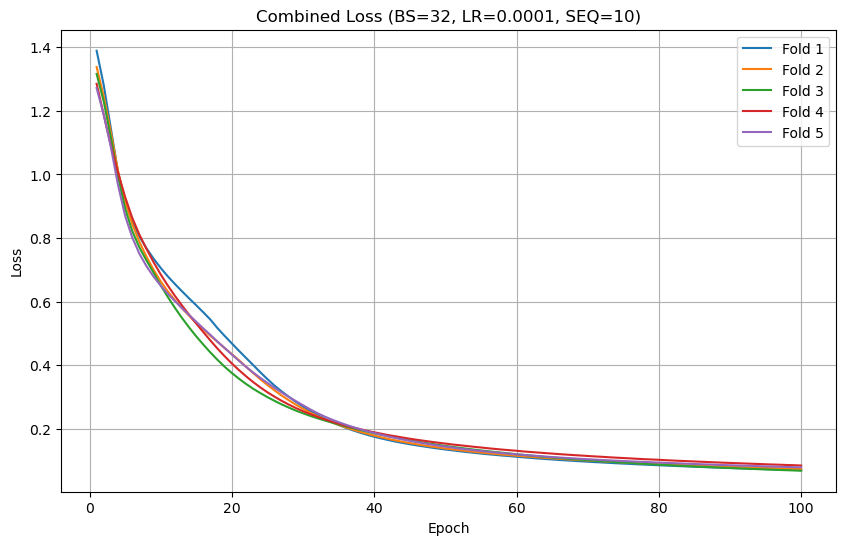 Combined Loss (BS=32, LR=0.0001, SEQ=10)
Fold 1
Fold 2
Fold 3
Fold 4
Fold 5
Loss
1.4
1.2
1.0
0.8
0.6
0.4
0.2
0 20 40 60 80 100
Epoch